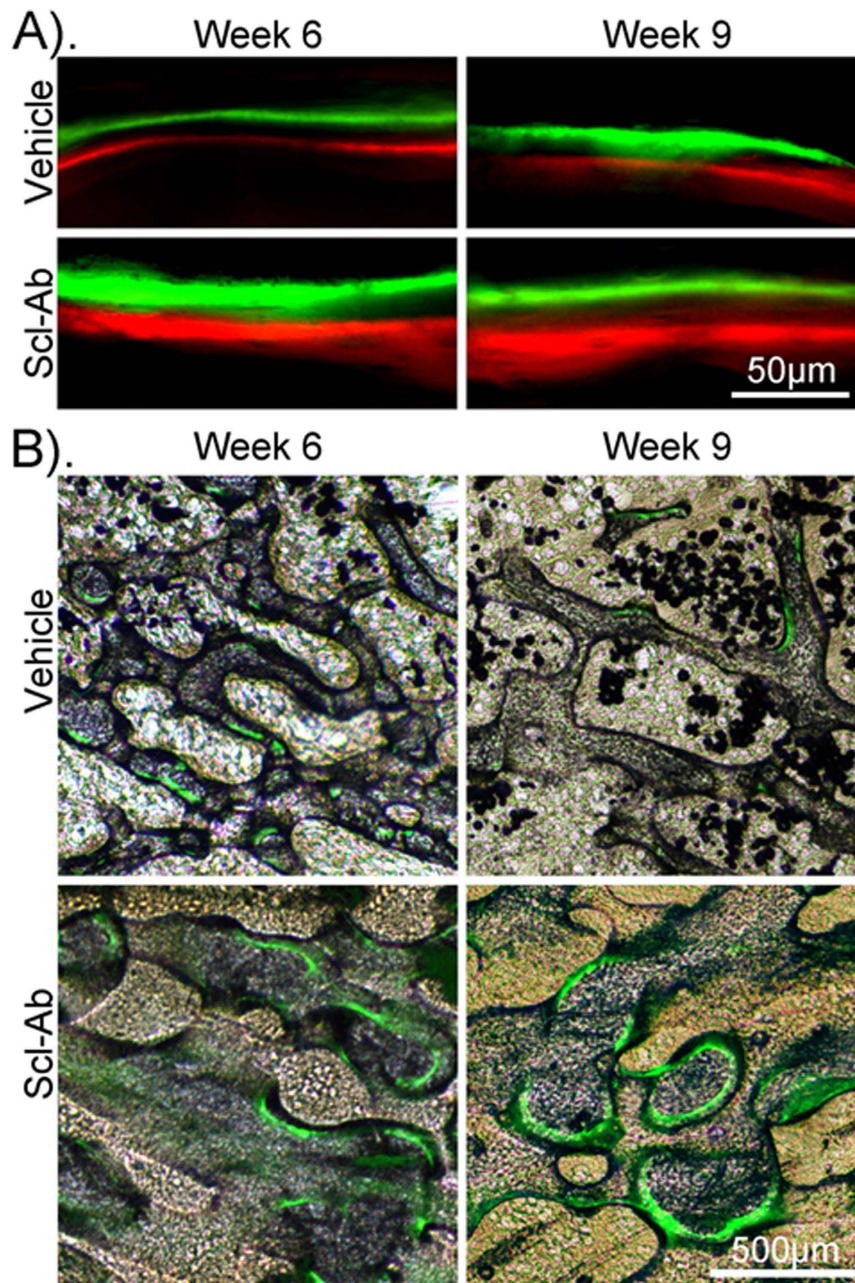 A).
Week 6 Week 9
Vehicle
Scl-Ab
50µm
B).
Week 6 Week 9
Vehicle
Scl-Ab
500µm